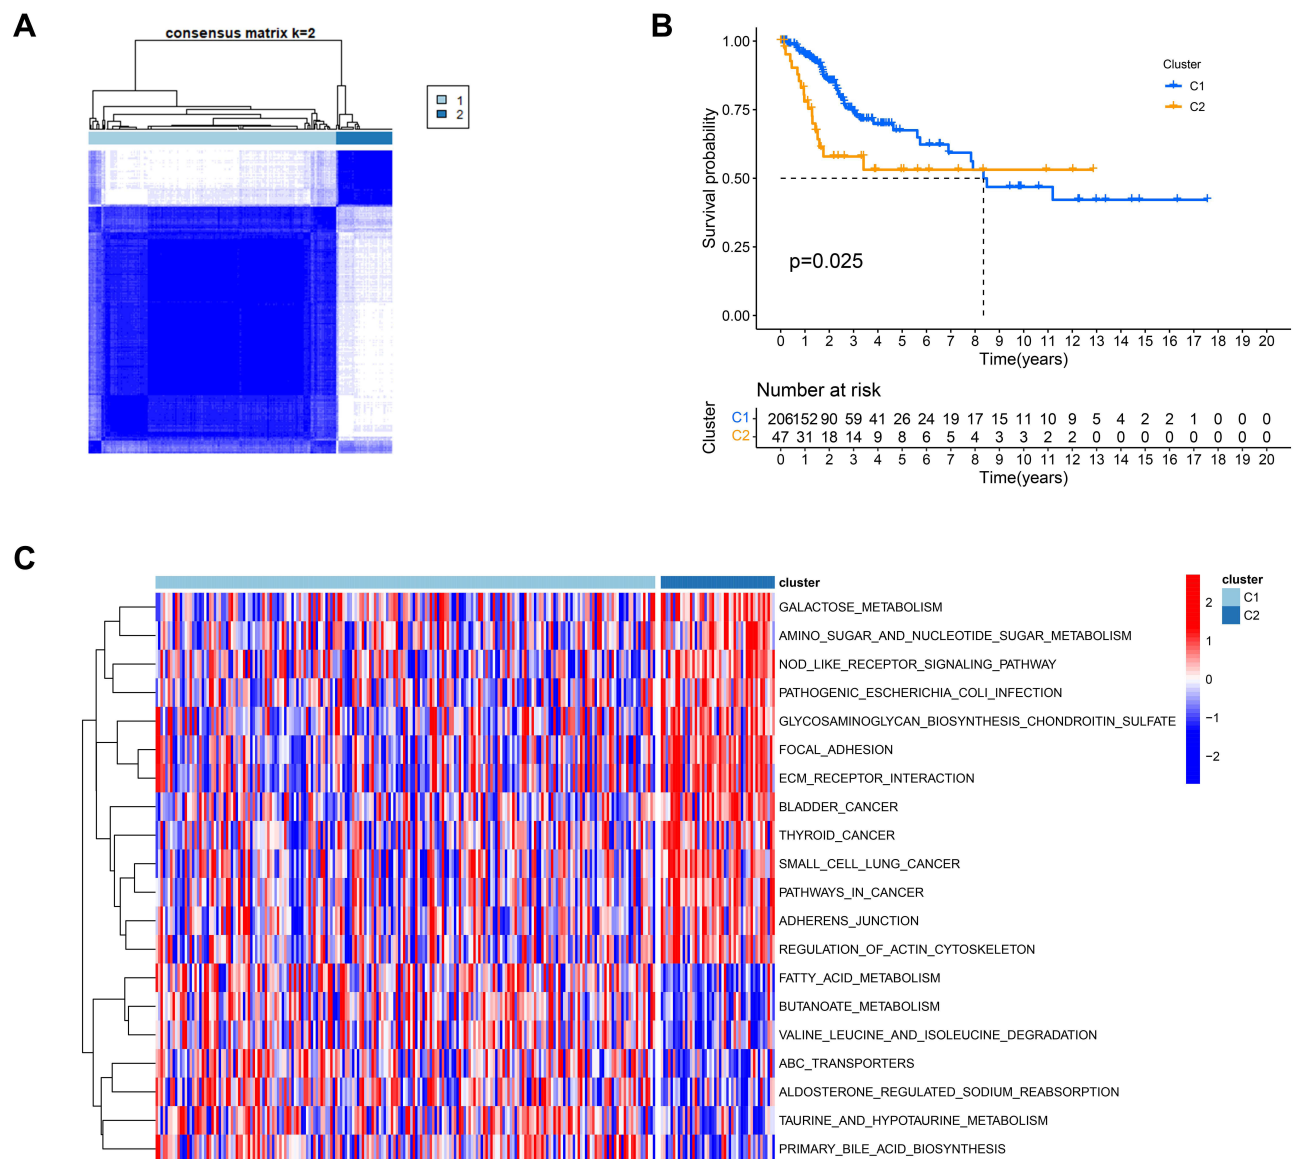 A
consensus matrix k=2
1
2
B
1.00
0.75
0.50
0.25
0.00
Survival probability
p=0.025
Cluster
C1
C2
0 1 2 3 4 5 6 7 8 9 10 11 12 13 14 15 16 17 18 19 20
Time(years)
Number at risk
Cluster
C1 206 152 90 59 41 26 24 19 17 15 11 10 9 5 4 2 2 1 0 0 0
C2 47 31 18 14 9 8 6 5 4 3 3 2 2 0 0 0 0 0 0 0 0
0 1 2 3 4 5 6 7 8 9 10 11 12 13 14 15 16 17 18 19 20
Time(years)
C
cluster
GALACTOSE_METABOLISM
AMINO_SUGAR_AND_NUCLEOTIDE_SUGAR_METABOLISM
NOD_LIKE_RECEPTOR_SIGNALING_PATHWAY
PATHOGENIC_ESCHERICHIA_COLI_INFECTION
GLYCOSAMINOGLYCAN_BIOSYNTHESIS_CHONDROITIN_SULFATE
FOCAL_ADHESION
ECM_RECEPTOR_INTERACTION
BLADDER_CANCER
THYROID_CANCER
SMALL_CELL_LUNG_CANCER
PATHWAYS_IN_CANCER
ADHERENS_JUNCTION
REGULATION_OF_ACTIN_CYTOSKELETON
FATTY_ACID_METABOLISM
BUTANOATE_METABOLISM
VALINE_LEUCINE_AND_ISOLEUCINE_DEGRADATION
ABC_TRANSPORTERS
ALDOSTERONE_REGULATED_SODIUM_REABSORPTION
TAURINE_AND_HYPOTAURINE_METABOLISM
PRIMARY_BILE_ACID_BIOSYNTHESIS
2
1
0
−1
−2
cluster
C1
C2